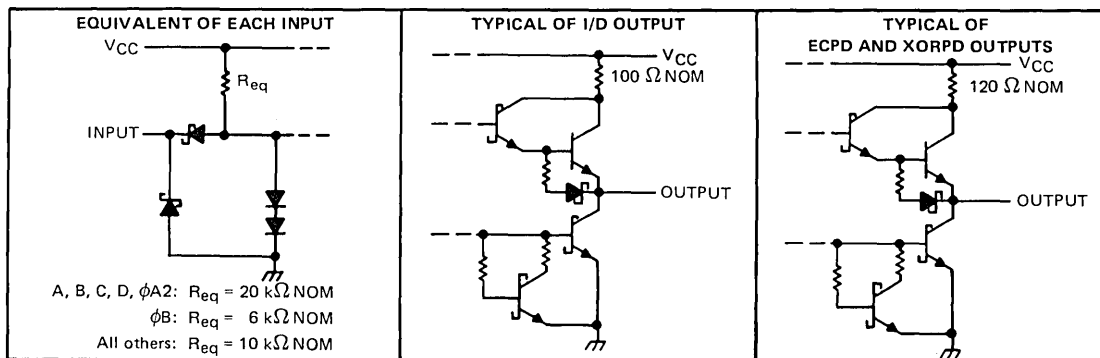 EQUIVALENT OF EACH INPUT
VCC
Req
INPUT
A, B, C, D, ϕA2: Req = 20 kΩ NOM
ϕB: Req = 6 kΩ NOM
All others: Req = 10 kΩ NOM
TYPICAL OF I/D OUTPUT
VCC
100 Ω NOM
OUTPUT
TYPICAL OF
ECPD AND XORPD OUTPUTS
VCC
120 Ω NOM
OUTPUT